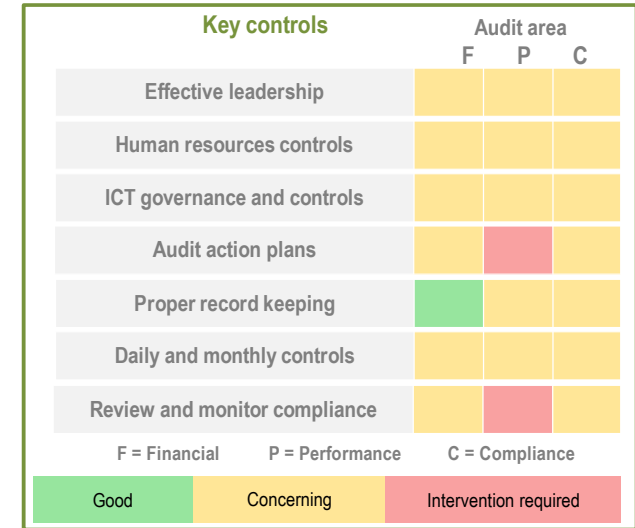 Key controls
Audit area
F P C
Effective leadership
Human resources controls
ICT governance and controls
Audit action plans
Proper record keeping
Daily and monthly controls
Review and monitor compliance
F = Financial P = Performance C = Compliance
Good Concerning Intervention required